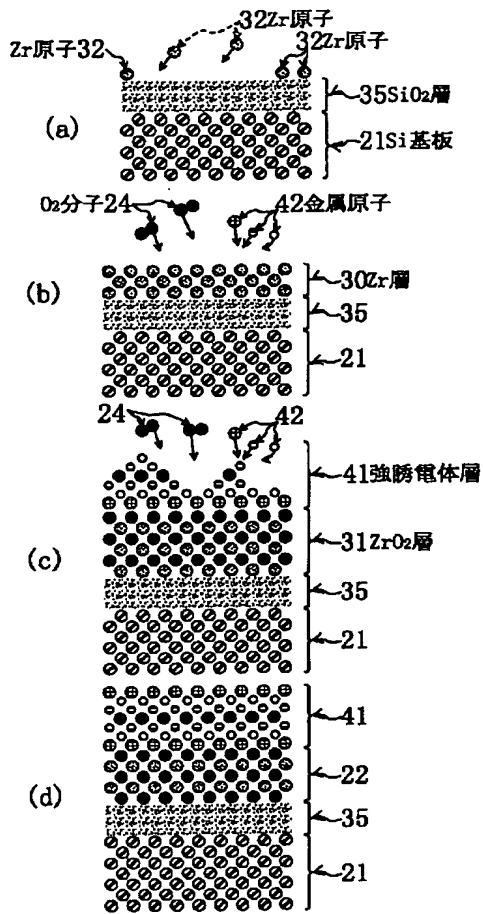 32Zr原子
Zr原子32
32Zr原子
35SiO₂層
(a)
21Si基板
O₂分子24
42金属原子
30Zr層
(b)
35
21
24
42
41強誘電体層
31ZrO₂層
(c)
35
21
41
22
(d)
35
21